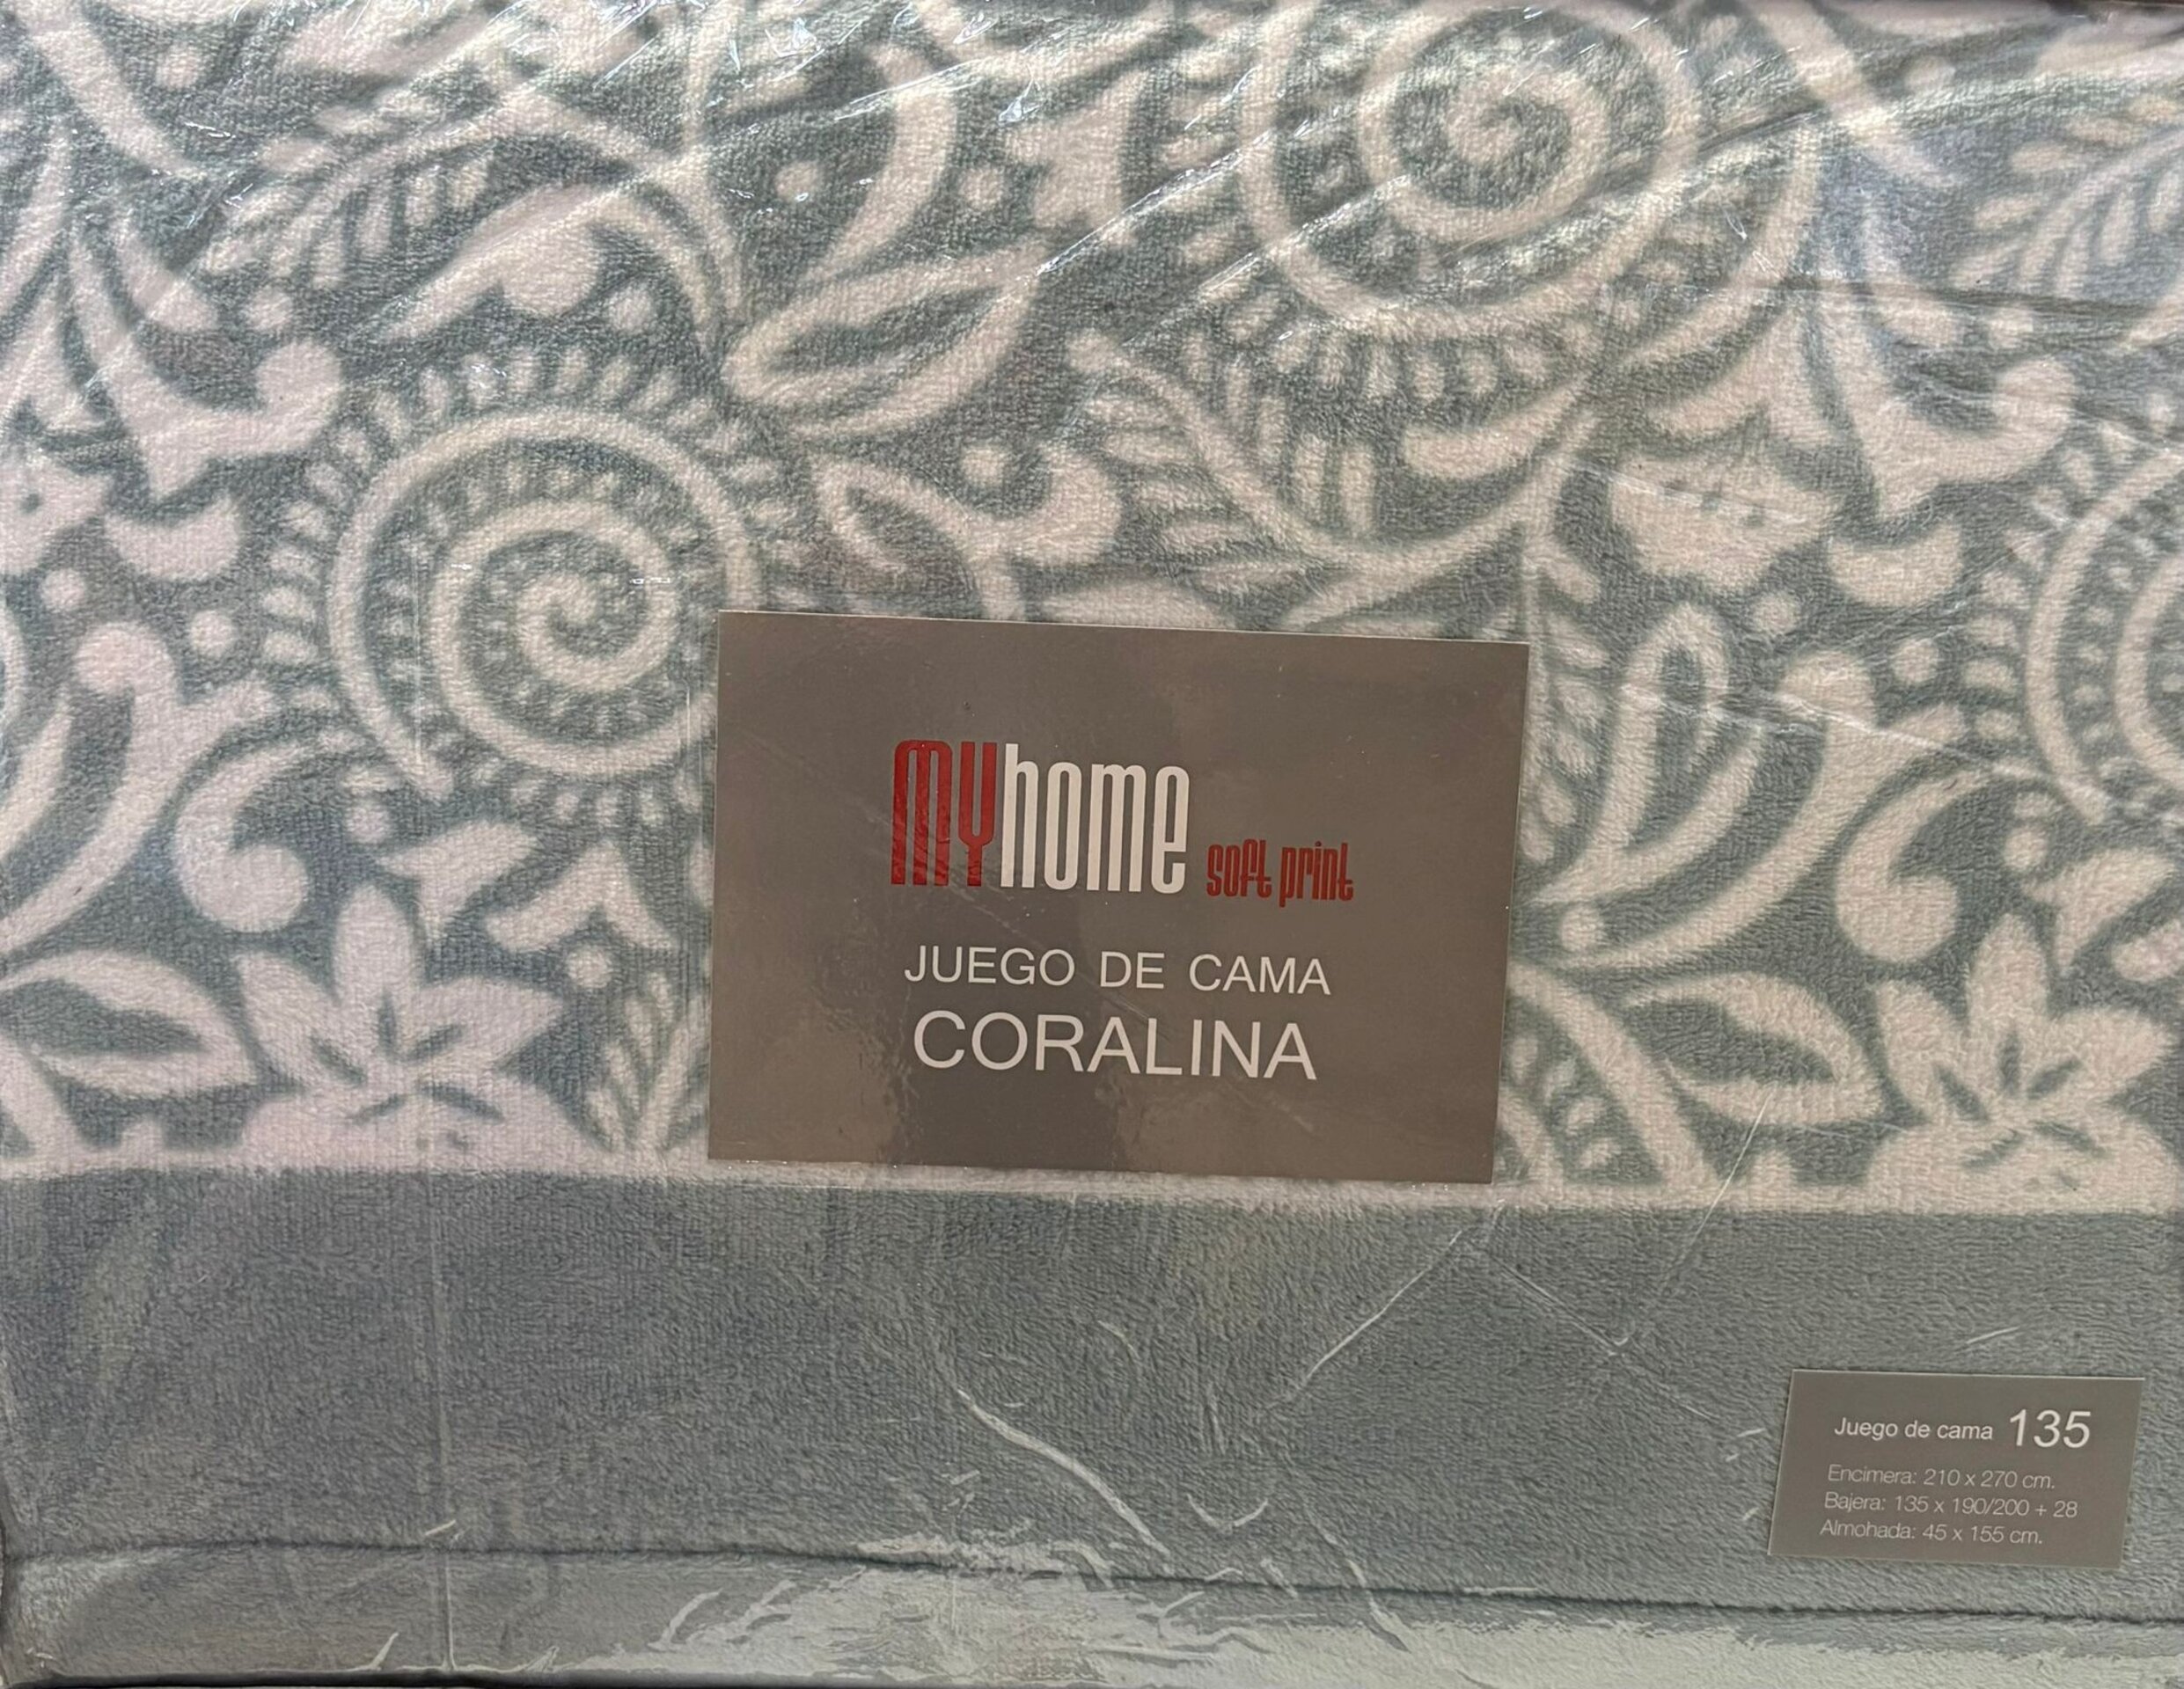 MYhome soft print
JUEGO DE CAMA
CORALINA
Juego de cama 135
Encimera: 210 x 270 cm.
Bajera: 135 x 190/200 + 28
Almohada: 45 x 155 cm.